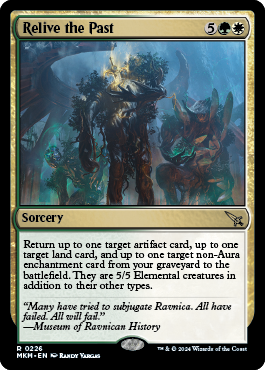 Relive the Past 5
Sorcery
Return up to one target artifact card, up to one
target land card, and up to one target non-Aura
enchantment card from your graveyard to the
battlefield. They are 5/5 Elemental creatures in
addition to their other types.
“Many have tried to subjugate Ravnica. All have
failed. All will fail.”
—Museum of Ravnican History
R 0226
MKM • EN RANDY VARGAS
™ & © 2024 Wizards of the Coast